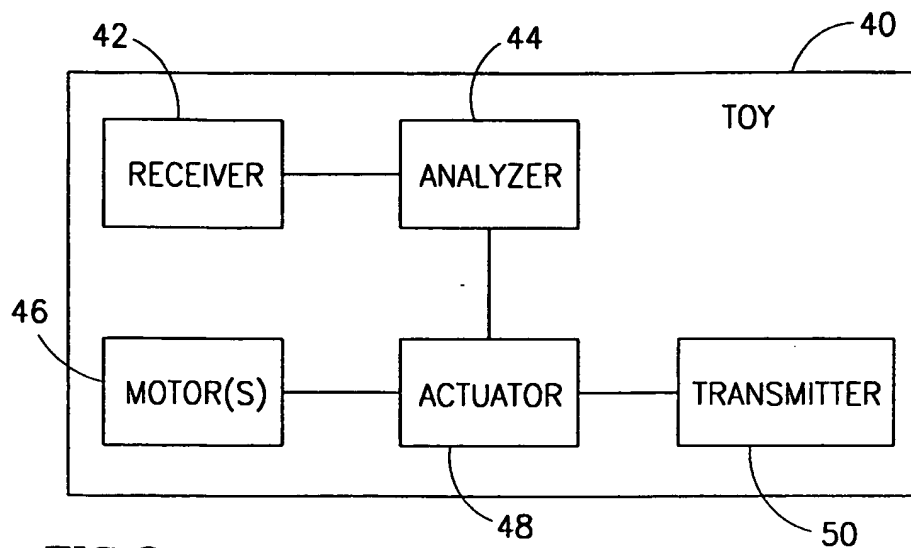 42 44 40
TOY
RECEIVER ANALYZER
46
MOTOR(S) ACTUATOR TRANSMITTER
48 50